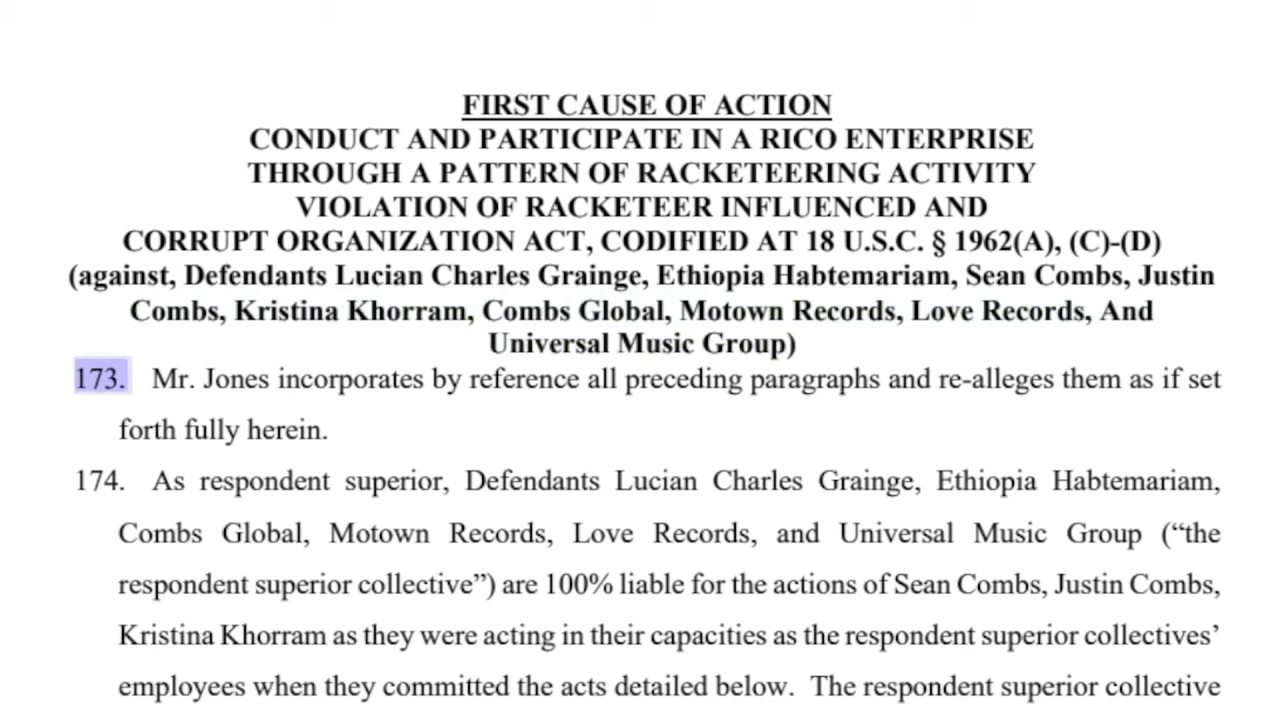 FIRST CAUSE OF ACTION
CONDUCT AND PARTICIPATE IN A RICO ENTERPRISE
THROUGH A PATTERN OF RACKETEERING ACTIVITY
VIOLATION OF RACKETEER INFLUENCED AND
CORRUPT ORGANIZATION ACT, CODIFIED AT 18 U.S.C. § 1962(A), (C)-(D)
(against, Defendants Lucian Charles Grainge, Ethiopia Habtemariam, Sean Combs, Justin
Combs, Kristina Khorram, Combs Global, Motown Records, Love Records, And
Universal Music Group)
173. Mr. Jones incorporates by reference all preceding paragraphs and re-alleges them as if set
forth fully herein.
174. As respondent superior, Defendants Lucian Charles Grainge, Ethiopia Habtemariam,
Combs Global, Motown Records, Love Records, and Universal Music Group (“the
respondent superior collective”) are 100% liable for the actions of Sean Combs, Justin Combs,
Kristina Khorram as they were acting in their capacities as the respondent superior collectives’
employees when they committed the acts detailed below. The respondent superior collective